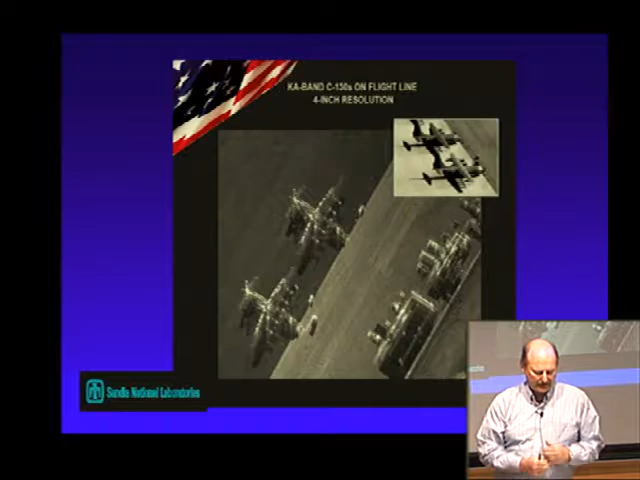 KA-BAND C-130s ON FLIGHT LINE
4-INCH RESOLUTION
Sandia National Laboratories